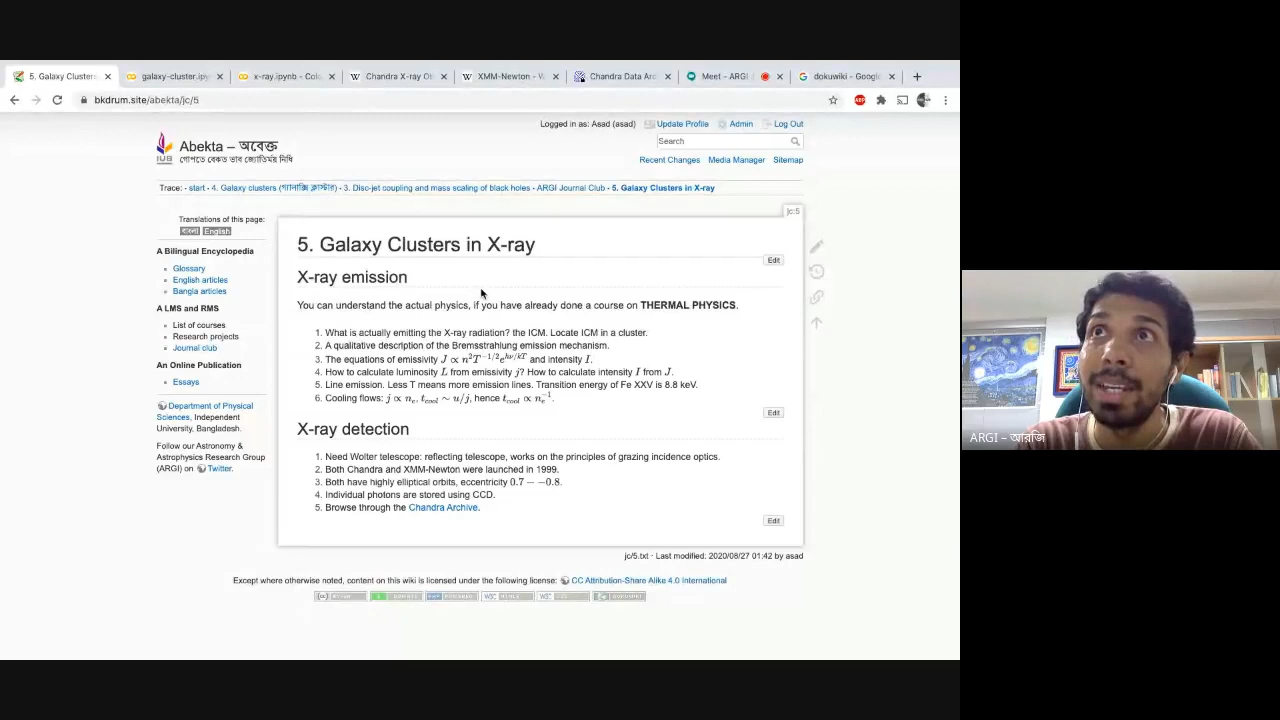 5. Galaxy Clusters
galaxy-cluster.ipyn
x-ray.ipynb - Cola
Chandra X-ray Ob
XMM-Newton - W
Chandra Data Arc
Meet – ARGI
dokuwiki - Google
bkdrum.site/abekta/jc/5
Logged in as: Asad (asad) Update Profile Admin Log Out
Abekta – অবেক্ত
গোপতে বেকত ভাব জ্যোতির্ময় নিধি
IUB
Search
Recent Changes Media Manager Sitemap
Trace: · start · 4. Galaxy clusters (গ্যালাক্সি ক্লাস্টার) · 3. Disc-jet coupling and mass scaling of black holes · ARGI Journal Club · 5. Galaxy Clusters in X-ray
jc:5
Translations of this page:
বাংলা English
A Bilingual Encyclopedia
Glossary
English articles
Bangla articles
A LMS and RMS
List of courses
Research projects
Journal club
An Online Publication
Essays
Department of Physical
Sciences, Independent
University, Bangladesh.
Follow our Astronomy &
Astrophysics Research Group
(ARGI) on Twitter.
5. Galaxy Clusters in X-ray
Edit
X-ray emission
You can understand the actual physics, if you have already done a course on THERMAL PHYSICS.
1. What is actually emitting the X-ray radiation? the ICM. Locate ICM in a cluster.
2. A qualitative description of the Bremsstrahlung emission mechanism.
3. The equations of emissivity J ∝ n²T^{-1/2}e^{hν/kT} and intensity I.
4. How to calculate luminosity L from emissivity j? How to calculate intensity I from J.
5. Line emission. Less T means more emission lines. Transition energy of Fe XXV is 8.8 keV.
6. Cooling flows: j ∝ n_e, t_cool ∼ u/j, hence t_cool ∝ n_e^{-1}.
Edit
X-ray detection
1. Need Wolter telescope: reflecting telescope, works on the principles of grazing incidence optics.
2. Both Chandra and XMM-Newton were launched in 1999.
3. Both have highly elliptical orbits, eccentricity 0.7 − −0.8.
4. Individual photons are stored using CCD.
5. Browse through the Chandra Archive.
Edit
jc/5.txt · Last modified: 2020/08/27 01:42 by asad
Except where otherwise noted, content on this wiki is licensed under the following license: CC Attribution-Share Alike 4.0 International
ARGI – আরজি